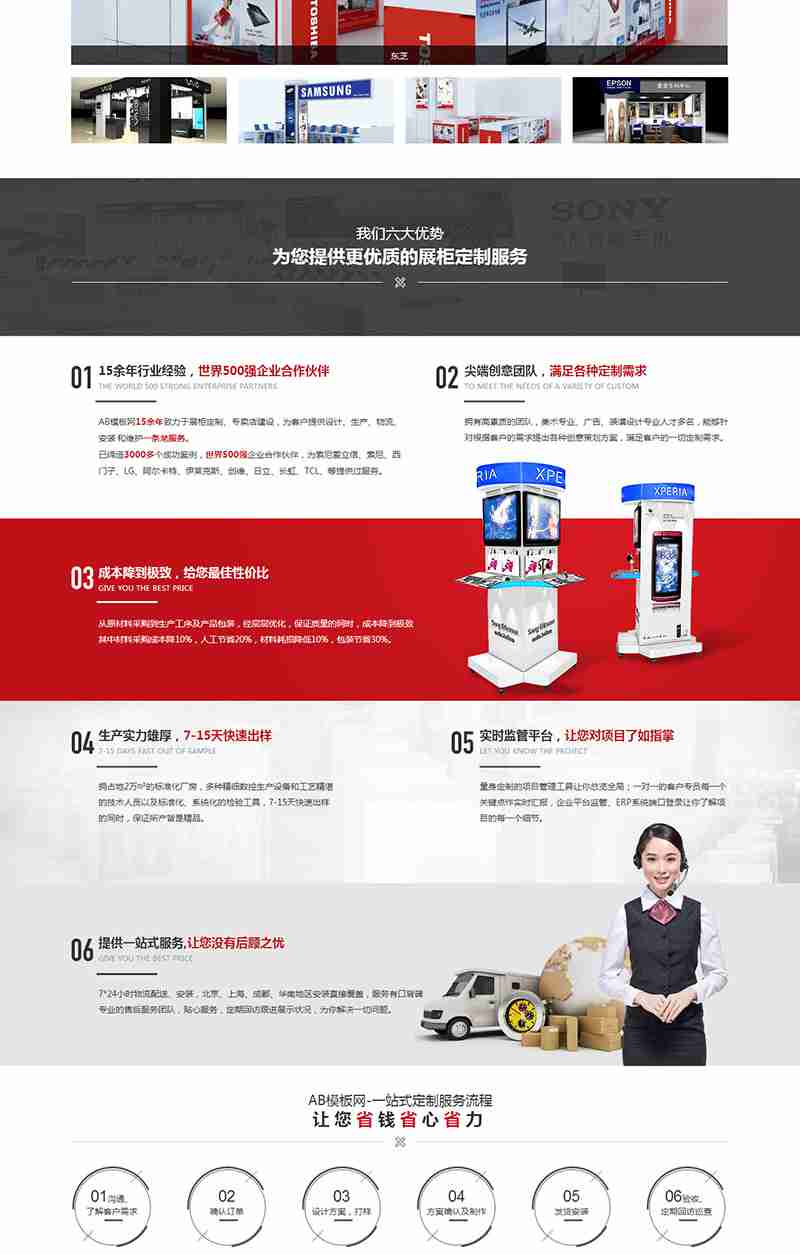 TOSHIBA
TOS
东芝
SAMSUNG
EPSON
SONY
我们六大优势
为您提供更优质的展柜定制服务
01 15余年行业经验，世界500强企业合作伙伴
THE WORLD 500 STRONG ENTERPRISE PARTNERS
AB模板网15余年致力于展柜定制、专卖店建设，为客户提供设计、生产、物流、
安装和维护一条龙服务。
已缔造3000多个成功案例，世界500强企业合作伙伴，为索尼爱立信、索尼、西
门子、LG、阿尔卡特、伊莱克斯、创维、日立、长虹、TCL、等提供过服务。
02 尖端创意团队，满足各种定制需求
TO MEET THE NEEDS OF A VARIETY OF CUSTOM
拥有高素质的团队，美术专业、广告、装潢设计专业人才多名，能够针
对根据客户的需求提出各种创意策划方案，满足客户的一切定制需求。
RIA XPE
XPERIA
Sony Ericsson
03 成本降到极致，给您最佳性价比
GIVE YOU THE BEST PRICE
从原材料采购到生产工序及产品包装，经层层优化，保证质量的同时，成本降到极致
其中材料采购成本降10%，人工节省20%，材料耗损降低10%，包装节省30%。
04 生产实力雄厚，7-15天快速出样
7-15 DAYS FAST OUT OF SAMPLE
拥占地2万m²的标准化厂房，多种精细数控生产设备和工艺精湛
的技术人员以及标准化、系统化的检验工具，7-15天快速出样
的同时，保证所产皆是精品。
05 实时监管平台，让您对项目了如指掌
LET YOU KNOW THE PROJECT
量身定制的项目管理工具让你总览全局；一对一的客户专员每一个
关键点作实时汇报，企业平台监管、ERP系统端口登录让你了解项
目的每一个细节。
06 提供一站式服务,让您没有后顾之忧
GIVE YOU THE BEST PRICE
7*24小时物流配送、安装，北京、上海、成都、华南地区安装直接覆盖，服务有口皆碑
专业的售后服务团队，贴心服务，定期回访跟进展示状况，为你解决一切问题。
AB模板网-一站式定制服务流程
让您省钱省心省力
01沟通、
了解客户需求
02
确认订单
03
设计方案，打样
04
方案确认及制作
05
发货安装
06验收、
定期回访巡查